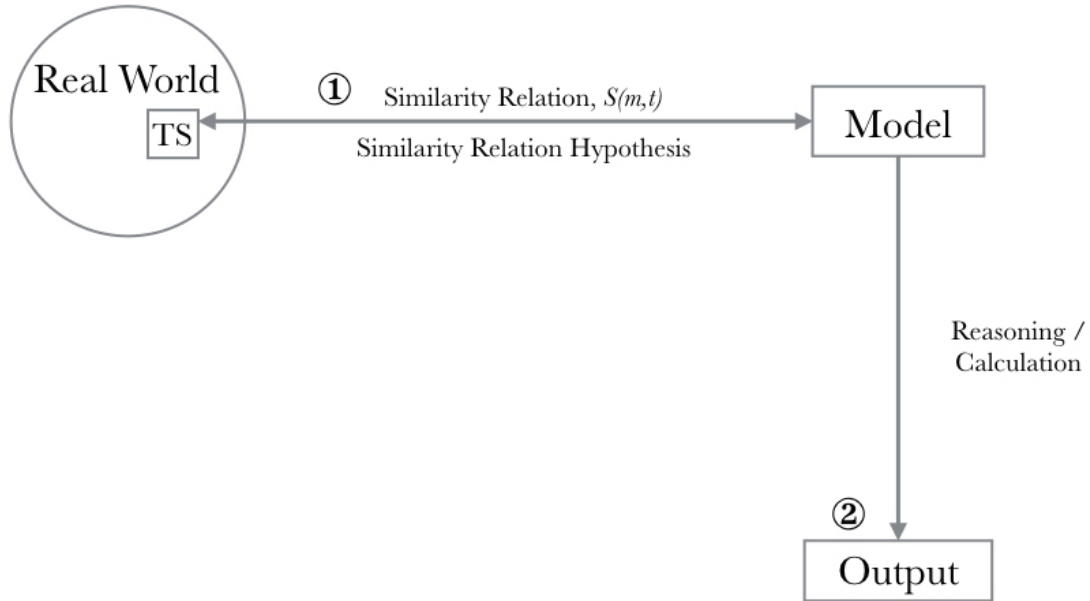 Real World
TS
①
Similarity Relation, S(m,t)
Similarity Relation Hypothesis
Model
Reasoning /
Calculation
②
Output